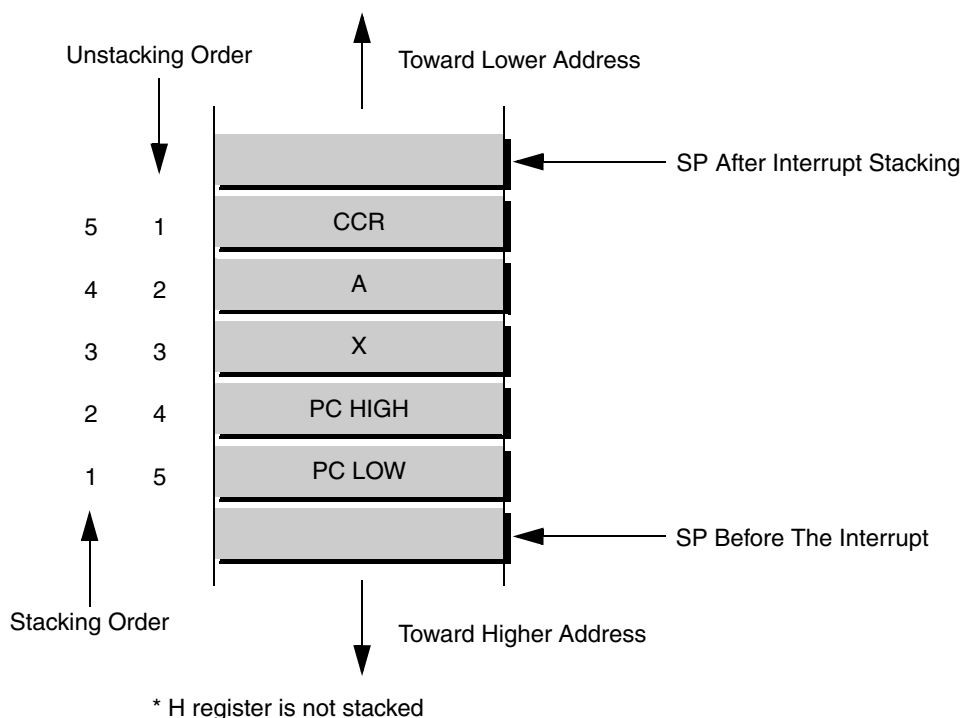 Unstacking Order
Toward Lower Address
SP After Interrupt Stacking
5 1 CCR
4 2 A
3 3 X
2 4 PC HIGH
1 5 PC LOW
SP Before The Interrupt
Stacking Order
Toward Higher Address
* H register is not stacked